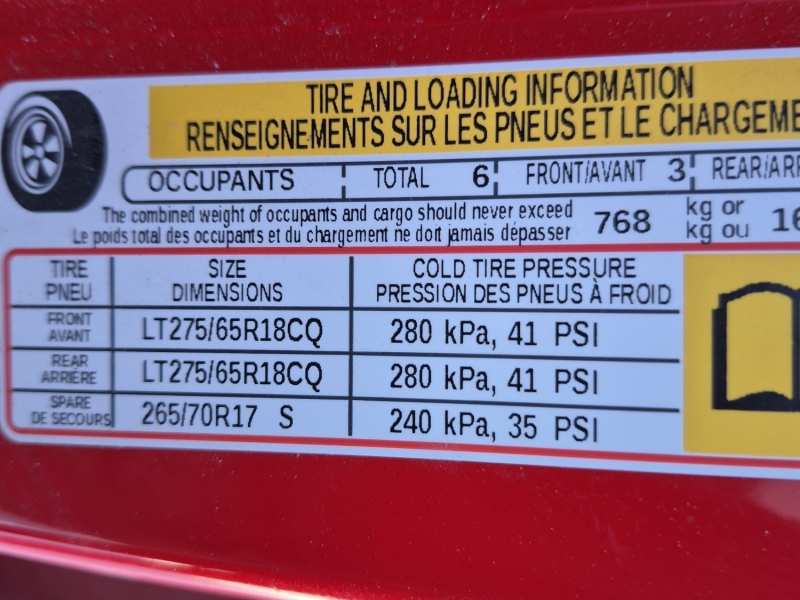 TIRE AND LOADING INFORMATION
RENSEIGNEMENTS SUR LES PNEUS ET LE CHARGEME
OCCUPANTS TOTAL 6 FRONT/AVANT 3 REAR/ARR
The combined weight of occupants and cargo should never exceed 768 kg or 16
Le poids total des occupants et du chargement ne doit jamais dépasser kg ou
TIRE SIZE COLD TIRE PRESSURE
PNEU DIMENSIONS PRESSION DES PNEUS À FROID
FRONT AVANT LT275/65R18CQ 280 kPa, 41 PSI
REAR ARRIÈRE LT275/65R18CQ 280 kPa, 41 PSI
SPARE DE SECOURS 265/70R17 S 240 kPa, 35 PSI